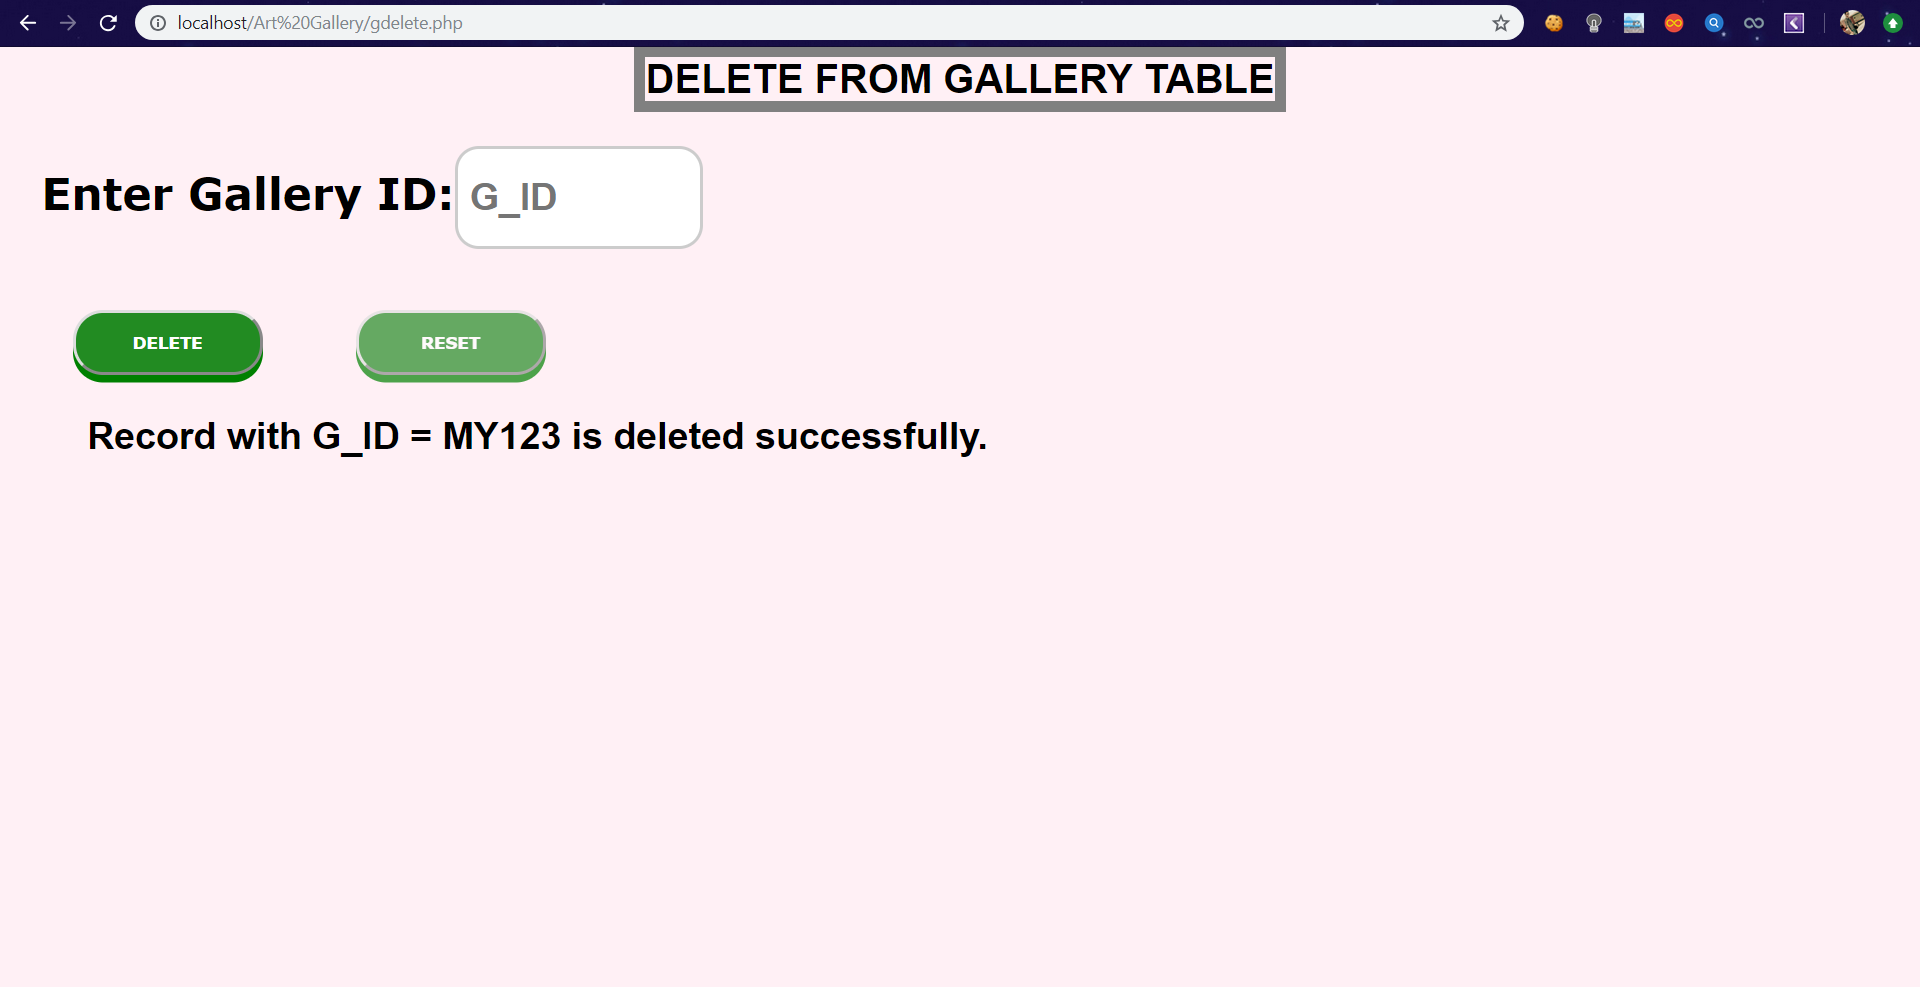 localhost/Art%20Gallery/gdelete.php
DELETE FROM GALLERY TABLE
Enter Gallery ID: G_ID
DELETE RESET
Record with G_ID = MY123 is deleted successfully.